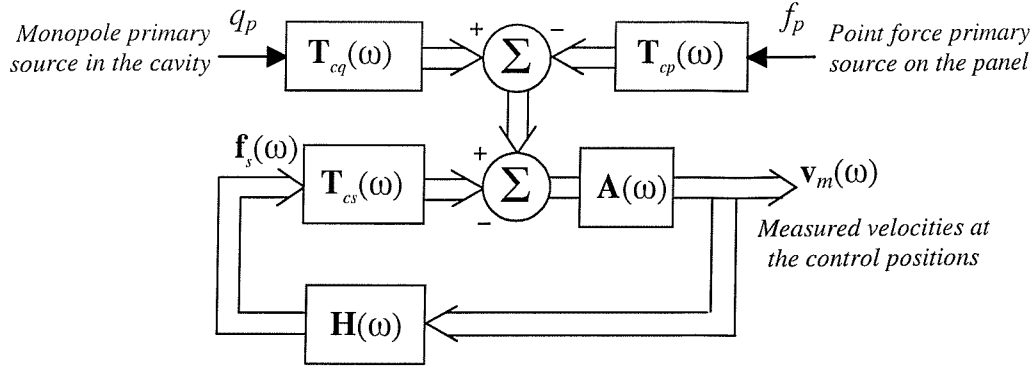 Monopole primary
source in the cavity
q_p
T_cq(ω)
+
Σ
−
T_cp(ω)
f_p
Point force primary
source on the panel
f_s(ω)
T_cs(ω)
+
−
Σ
A(ω)
v_m(ω)
Measured velocities at
the control positions
H(ω)